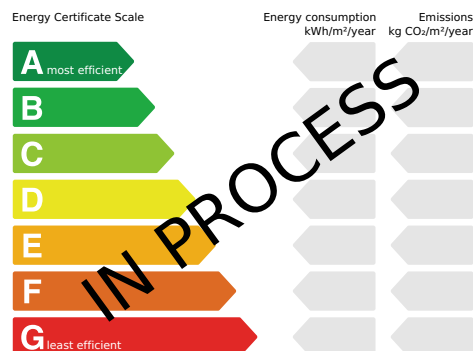 Energy Certificate Scale
Energy consumption
kWh/m²/year
Emissions
kg CO₂/m²/year
A most efficient
B
C
D
E
F
G least efficient
IN PROCESS